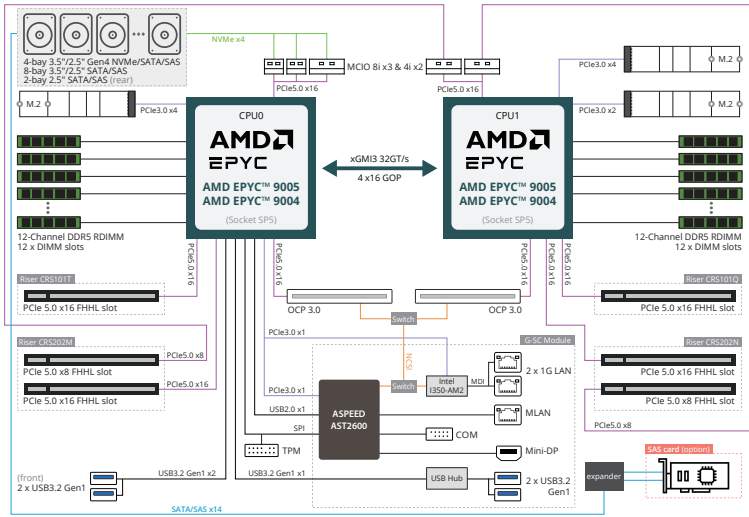 NVMe x4
4-bay 3.5"/2.5" Gen4 NVMe/SATA/SAS
8-bay 3.5"/2.5" SATA/SAS
2-bay 2.5" SATA/SAS (rear)
MCIO 8i x3 & 4i x2
PCIe5.0 x16
PCIe5.0 x16
PCIe3.0 x4
M.2
M.2
PCIe3.0 x4
PCIe3.0 x2
M.2
CPU0
AMD
EPYC
AMD EPYC™ 9005
AMD EPYC™ 9004
(Socket SP5)
xGMI3 32GT/s
4 x16 GOP
CPU1
AMD
EPYC
AMD EPYC™ 9005
AMD EPYC™ 9004
(Socket SP5)
12-Channel DDR5 RDIMM
12 x DIMM slots
12-Channel DDR5 RDIMM
12 x DIMM slots
PCIe5.0 x16
PCIe5.0 x16
PCIe5.0 x16
PCIe5.0 x16
PCIe5.0 x16
Riser CRS101T
PCIe 5.0 x16 FHHL slot
OCP 3.0
OCP 3.0
Riser CRS101Q
PCIe 5.0 x16 FHHL slot
Switch
PCIe3.0 x1
Riser CRS202M
PCIe5.0 x8
PCIe 5.0 x8 FHHL slot
PCIe5.0 x16
PCIe 5.0 x16 FHHL slot
G-SC Module
NCSI
Riser CRS202N
PCIe 5.0 x16 FHHL slot
PCIe 5.0 x8 FHHL slot
PCIe5.0 x8
PCIe3.0 x1
Switch
Intel
I350-AM2
MDI
2 x 1G LAN
USB2.0 x1
ASPEED
AST2600
MLAN
SPI
COM
TPM
Mini-DP
(front)
2 x USB3.2 Gen1
USB3.2 Gen1 x2
USB3.2 Gen1 x1
USB Hub
2 x USB3.2
Gen1
SAS card (option)
expander
SATA/SAS x14